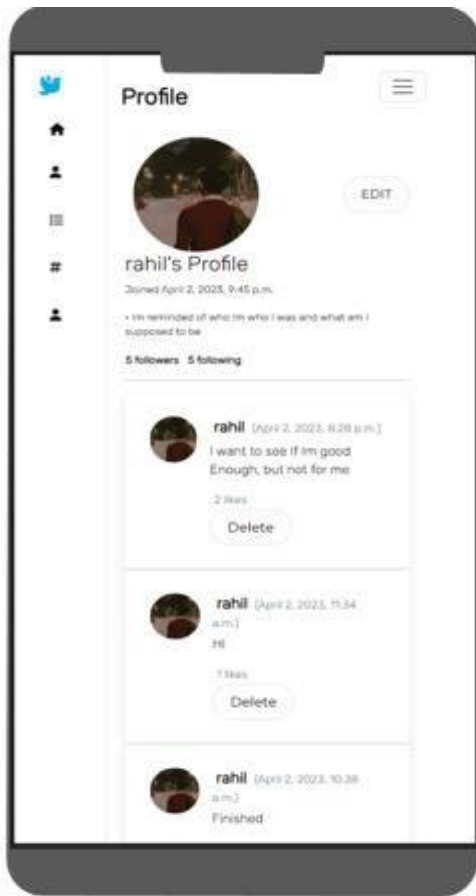 Profile
EDIT
rahil's Profile
Joined April 2, 2023, 9:45 p.m.
• Im reminded of who Im who I was and what am I
supposed to be
5 followers 5 following
rahil [April 2, 2023, 8:28 p.m.]
I want to see if Im good
Enough, but not for me
2 likes
Delete
rahil [April 2, 2023, 11:34
a.m.]
Hi
1 likes
Delete
rahil [April 2, 2023, 10:38
a.m.]
Finished
#